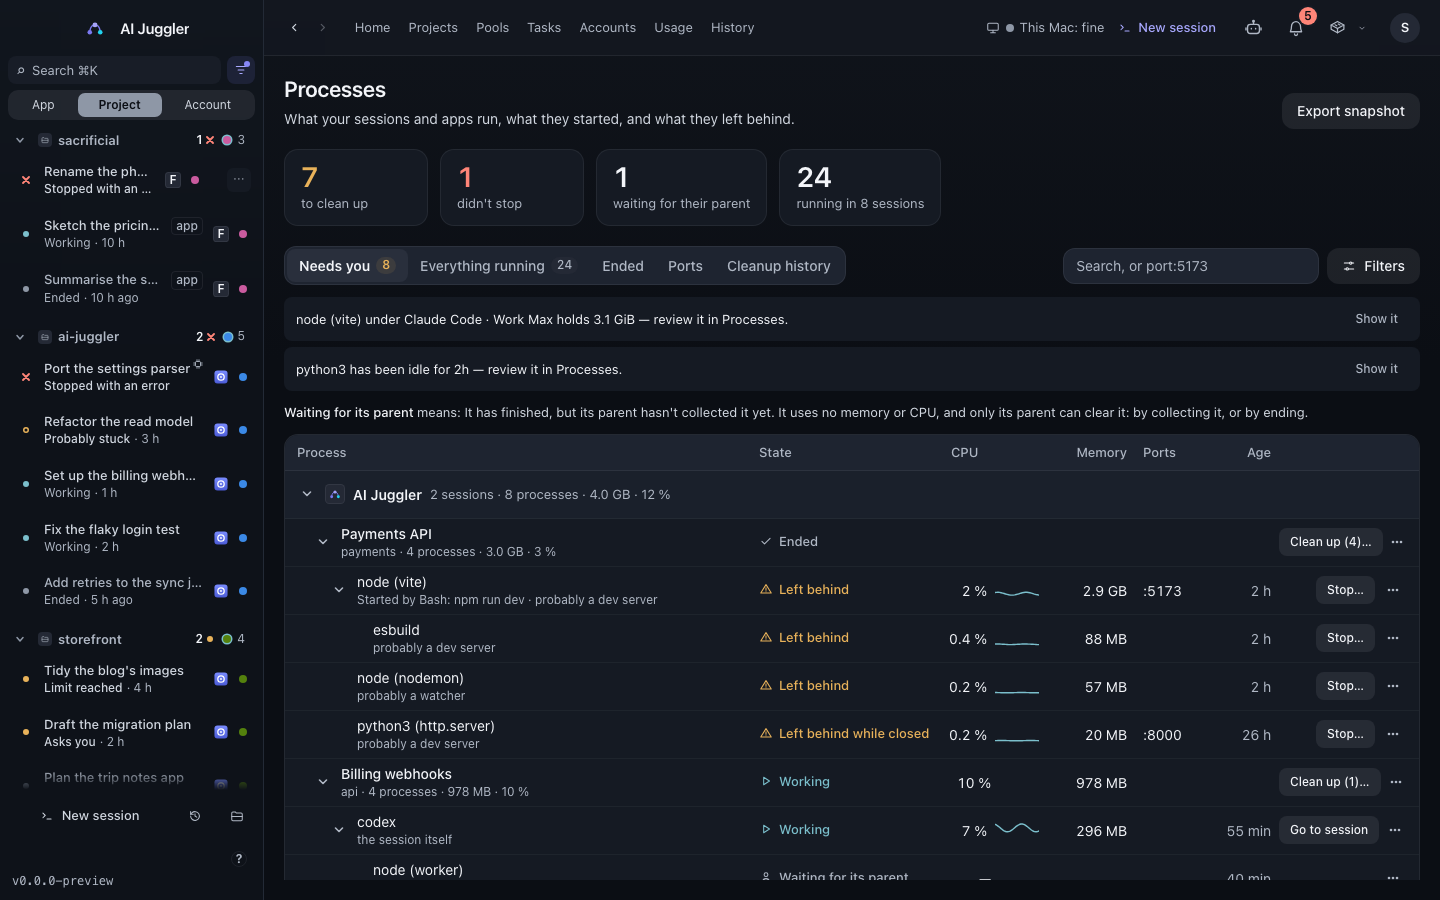 AI Juggler
Search ⌘K
App Project Account
sacrificial 1 3
Rename the ph... F
Stopped with an ...
Sketch the pricin... app F
Working · 10 h
Summarise the s... app F
Ended · 10 h ago
ai-juggler 2 5
Port the settings parser
Stopped with an error
Refactor the read model
Probably stuck · 3 h
Set up the billing webh...
Working · 1 h
Fix the flaky login test
Working · 2 h
Add retries to the sync j...
Ended · 5 h ago
storefront 2 4
Tidy the blog's images
Limit reached · 4 h
Draft the migration plan
Asks you · 2 h
Plan the trip notes app
New session
?
v0.0.0-preview
Home Projects Pools Tasks Accounts Usage History
This Mac: fine New session 5 S
Processes
What your sessions and apps run, what they started, and what they left behind.
Export snapshot
7 to clean up
1 didn't stop
1 waiting for their parent
24 running in 8 sessions
Needs you 8 Everything running 24 Ended Ports Cleanup history
Search, or port:5173 Filters
node (vite) under Claude Code · Work Max holds 3.1 GiB — review it in Processes. Show it
python3 has been idle for 2h — review it in Processes. Show it
Waiting for its parent means: It has finished, but its parent hasn't collected it yet. It uses no memory or CPU, and only its parent can clear it: by collecting it, or by ending.
Process State CPU Memory Ports Age
AI Juggler 2 sessions · 8 processes · 4.0 GB · 12 %
Payments API Ended Clean up (4)...
payments · 4 processes · 3.0 GB · 3 %
node (vite) Left behind 2 % 2.9 GB :5173 2 h Stop...
Started by Bash: npm run dev · probably a dev server
esbuild Left behind 0.4 % 88 MB 2 h Stop...
probably a dev server
node (nodemon) Left behind 0.2 % 57 MB 2 h Stop...
probably a watcher
python3 (http.server) Left behind while closed 0.2 % 20 MB :8000 26 h Stop...
probably a dev server
Billing webhooks Working 10 % 978 MB Clean up (1)...
api · 4 processes · 978 MB · 10 %
codex Working 7 % 296 MB 55 min Go to session
the session itself
node (worker) Waiting for its parent — 40 min